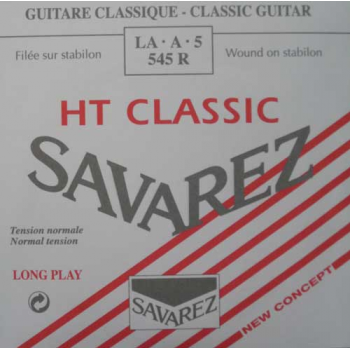 GUITARE CLASSIQUE - CLASSIC GUITAR
Filée sur stabilon
LA · A · 5
545 R
Wound on stabilon
HT CLASSIC
SAVAREZ
Tension normale
Normal tension
LONG PLAY
SAVAREZ
NEW CONCEPT